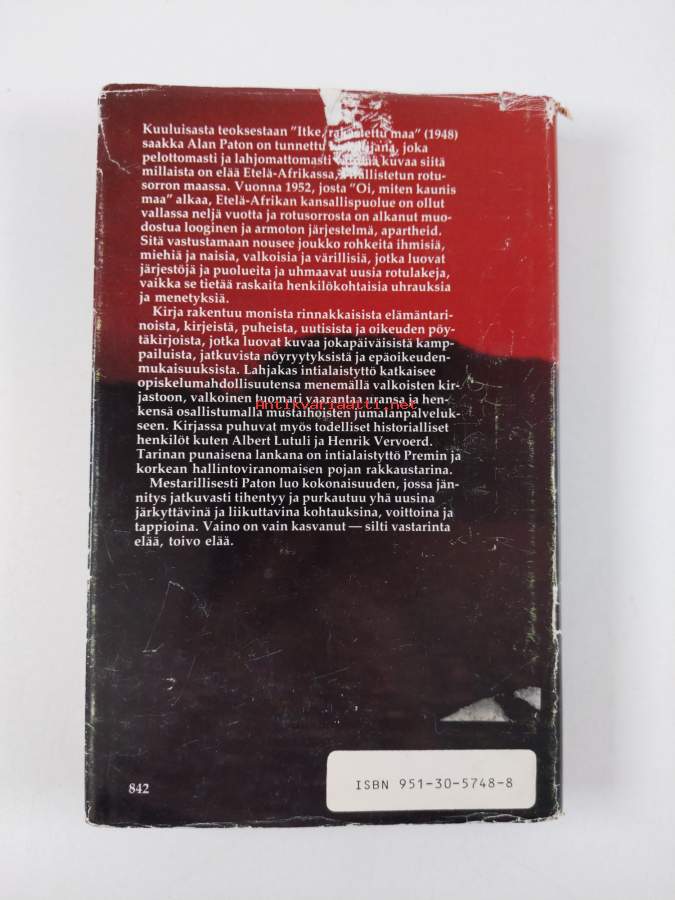 Kuuluisasta teoksestaan "Itke, rakastettu maa" (1948)
saakka Alan Paton on tunnettu joka
pelottomasti ja lahjomattomasti kuvaa siitä
millaista on elää Etelä-Afrikassa, laillistetun rotu-
sorron maassa. Vuonna 1952, josta "Oi, miten kaunis
maa" alkaa, Etelä-Afrikan kansallispuolue on ollut
vallassa neljä vuotta ja rotusorrosta on alkanut muo-
dostua looginen ja armoton järjestelmä, apartheid.
Sitä vastustamaan nousee joukko rohkeita ihmisiä,
miehiä ja naisia, valkoisia ja värillisiä, jotka luovat
järjestöjä ja puolueita ja uhmaavat uusia rotulakeja,
vaikka se tietää raskaita henkilökohtaisia uhrauksia
ja menetyksiä.
Kirja rakentuu monista rinnakkaisista elämäntari-
noista, kirjeistä, puheista, uutisista ja oikeuden pöy-
täkirjoista, jotka luovat kuvaa jokapäiväisistä kamp-
pailuista, jatkuvista nöyryytyksistä ja epäoikeuden-
mukaisuuksista. Lahjakas intialaistyttö katkaisee
opiskelumahdollisuutensa menemällä valkoisten kir-
jastoon, valkoinen tuomari vaarantaa uransa ja hen-
kensä osallistumalla mustaihoisten jumalanpalveluk-
seen. Kirjassa puhuvat myös todelliset historialliset
henkilöt kuten Albert Lutuli ja Henrik Vervoerd.
Tarinan punaisena lankana on intialaistyttö Premin ja
korkean hallintoviranomaisen pojan rakkaustarina.
Mestarillisesti Paton luo kokonaisuuden, jossa jän-
nitys jatkuvasti tihentyy ja purkautuu yhä uusina
järkyttävinä ja liikuttavina kohtauksina, voittoina ja
tappioina. Vaino on vain kasvanut — silti vastarinta
elää, toivo elää.
Antikvariaatti.net
842
ISBN 951-30-5748-8